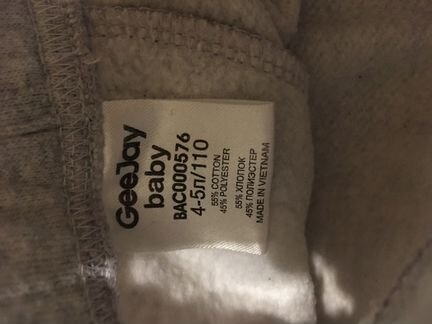 GeeJay
baby
BAC000576
4-5л/110
55% COTTON
45% POLYESTER
55% ХЛОПОК
45% ПОЛИЭСТЕР
MADE IN VIETNAM